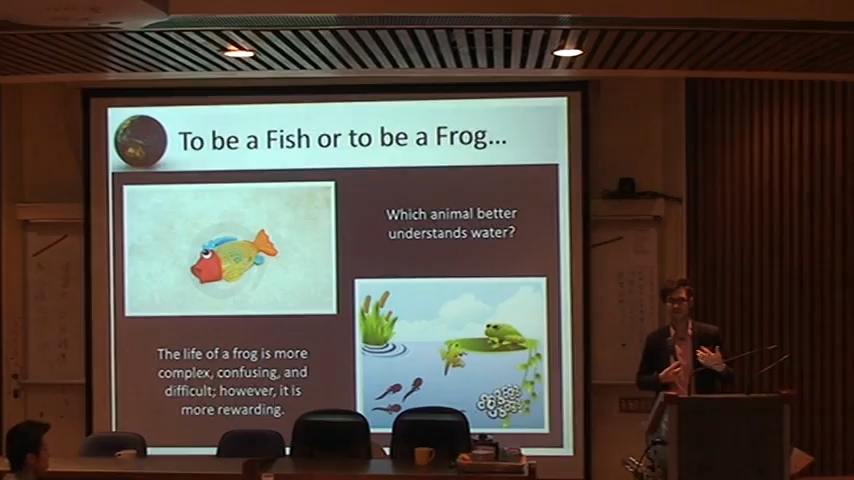 To be a Fish or to be a Frog...
Which animal better
understands water?
The life of a frog is more
complex, confusing, and
difficult; however, it is
more rewarding.